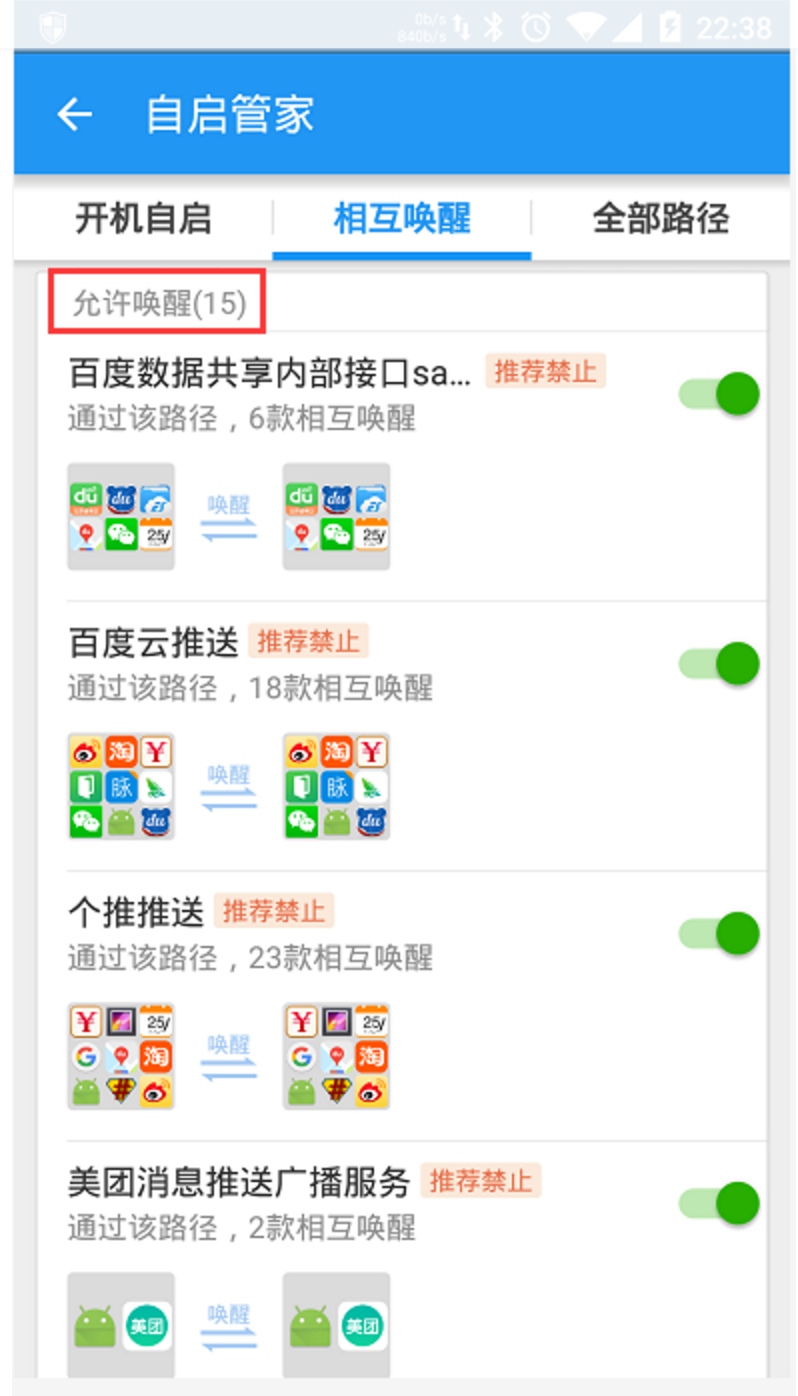 0b/s
840b/s
22:38
自启管家
开机自启
相互唤醒
全部路径
允许唤醒(15)
百度数据共享内部接口sa... 推荐禁止
通过该路径，6款相互唤醒
du du
唤醒
du du
25y
25y
百度云推送 推荐禁止
通过该路径，18款相互唤醒
淘 ¥
唤醒
淘 ¥
脉
脉
du
du
个推推送 推荐禁止
通过该路径，23款相互唤醒
¥ 25y
唤醒
¥ 25y
G 淘
G 淘
美团消息推送广播服务 推荐禁止
通过该路径，2款相互唤醒
美团
唤醒
美团